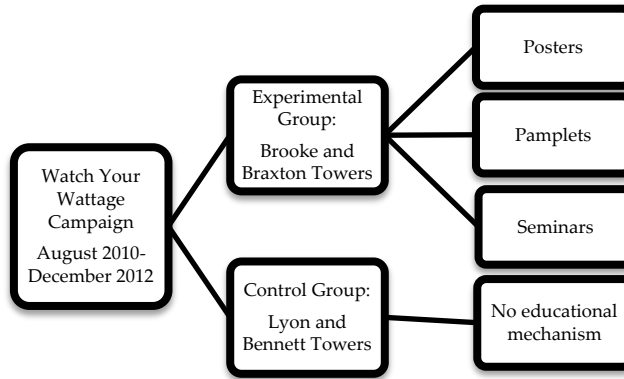 Watch Your
Wattage
Campaign
August 2010-
December 2012
Experimental
Group:
Brooke and
Braxton Towers
Control Group:
Lyon and
Bennett Towers
Posters
Pamplets
Seminars
No educational
mechanism